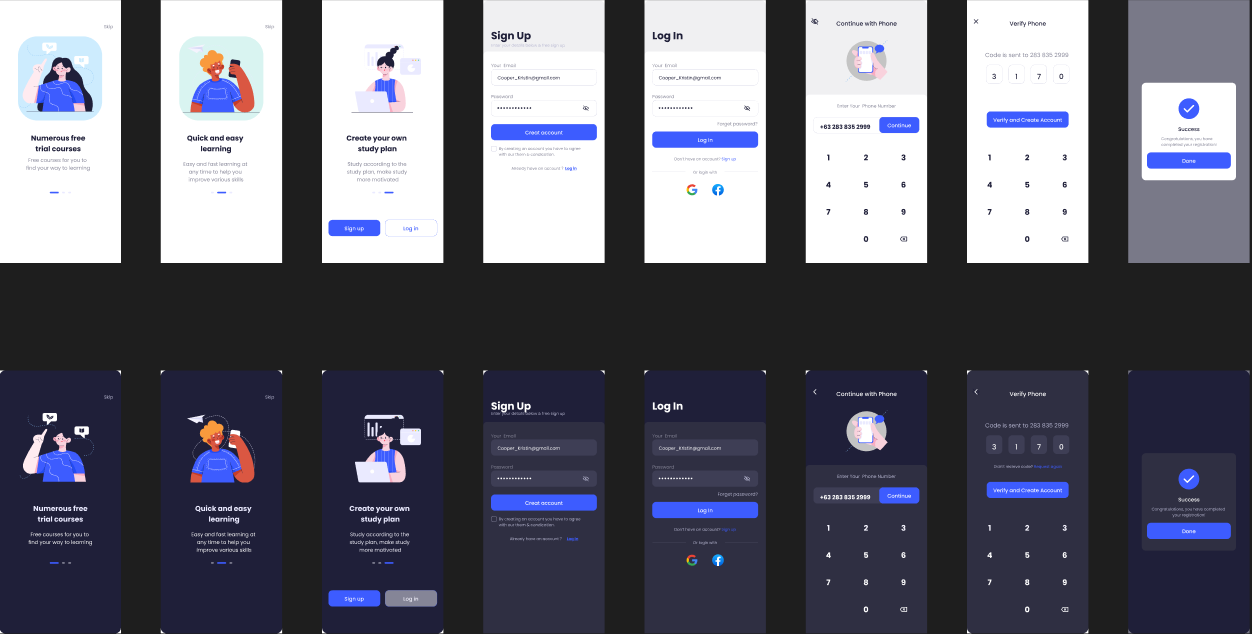 Skip
Numerous free
trial courses
Free courses for you to
find your way to learning
Skip
Quick and easy
learning
Easy and fast learning at
any time to help you
improve various skills
Create your own
study plan
Study according to the
study plan, make study
more motivated
Sign up
Log in
Sign Up
Enter your details below & free sign up
Your Email
Cooper_Kristin@gmail.com
Password
Creat account
By creating an account you have to agree
with our them & condication.
Already have an account ? Log in
Log In
Your Email
Cooper_Kristin@gmail.com
Password
Forget password?
Log In
Don't have an account? Sign up
Or login with
Continue with Phone
Enter Your Phone Number
+63 283 835 2999
Continue
1 2 3
4 5 6
7 8 9
0
Verify Phone
Code is sent to 283 835 2999
3 1 7 0
Verify and Create Account
1 2 3
4 5 6
7 8 9
0
Success
Congratulations, you have
completed your registration!
Done
Skip
Numerous free
trial courses
Free courses for you to
find your way to learning
Skip
Quick and easy
learning
Easy and fast learning at
any time to help you
improve various skills
Create your own
study plan
Study according to the
study plan, make study
more motivated
Sign up
Log in
Sign Up
Enter your details below & free sign up
Your Email
Cooper_Kristin@gmail.com
Password
Creat account
By creating an account you have to agree
with our them & condication.
Already have an account ? Log in
Log In
Your Email
Cooper_Kristin@gmail.com
Password
Forget password?
Log In
Don't have an account? Sign up
Or login with
Continue with Phone
Enter Your Phone Number
+63 283 835 2999
Continue
1 2 3
4 5 6
7 8 9
0
Verify Phone
Code is sent to 283 835 2999
3 1 7 0
Didn't recieve code?
Verify and Create Account
1 2 3
4 5 6
7 8 9
0
Success
Congratulations, you have completed
your registration!
Done